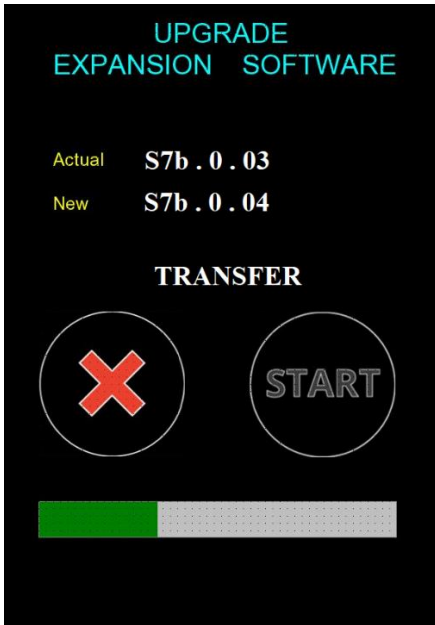 UPGRADE
EXPANSION SOFTWARE
Actual S7b . 0 . 03
New S7b . 0 . 04
TRANSFER
START